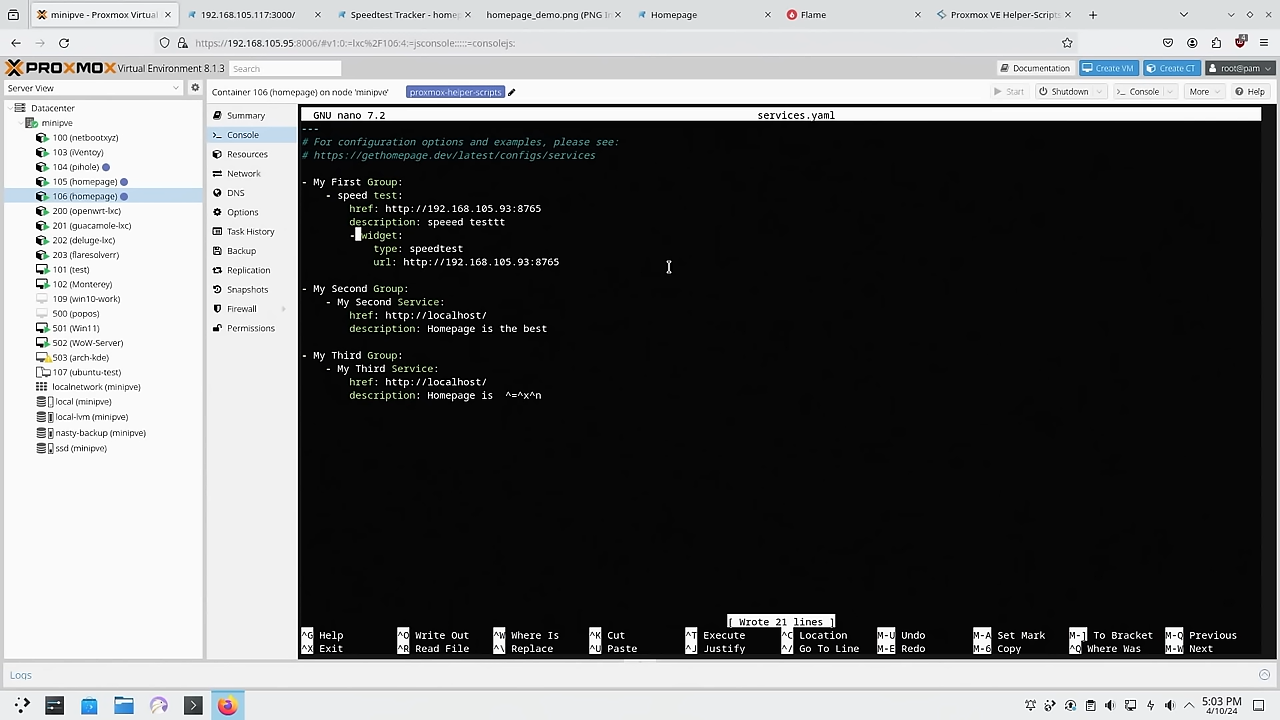 minipve - Proxmox Virtual
192.168.105.117:3000/
Speedtest Tracker - home
homepage_demo.png (PNG In
Homepage
Flame
Proxmox VE Helper-Scripts
https://192.168.105.95:8006/#v1:0:=lxc%2F106:4:=jsconsole:::::=consolejs:
PROXMOX Virtual Environment 8.1.3
Search
Documentation
Create VM
Create CT
root@pam
Server View
Container 106 (homepage) on node 'minipve'
proxmox-helper-scripts
Start
Shutdown
Console
More
Help
Datacenter
minipve
100 (netbootxyz)
103 (iVentoy)
104 (pihole)
105 (homepage)
106 (homepage)
200 (openwrt-lxc)
201 (guacamole-lxc)
202 (deluge-lxc)
203 (flaresolverr)
101 (test)
102 (Monterey)
109 (win10-work)
500 (popos)
501 (Win11)
502 (WoW-Server)
503 (arch-kde)
107 (ubuntu-test)
localnetwork (minipve)
local (minipve)
local-lvm (minipve)
nasty-backup (minipve)
ssd (minipve)
Summary
Console
Resources
Network
DNS
Options
Task History
Backup
Replication
Snapshots
Firewall
Permissions
GNU nano 7.2 services.yaml
---
# For configuration options and examples, please see:
# https://gethomepage.dev/latest/configs/services
- My First Group:
- speed test:
href: http://192.168.105.93:8765
description: speeed testtt
- widget:
type: speedtest
url: http://192.168.105.93:8765
- My Second Group:
- My Second Service:
href: http://localhost/
description: Homepage is the best
- My Third Group:
- My Third Service:
href: http://localhost/
description: Homepage is  ^=^x^n
[ Wrote 21 lines ]
^G Help ^O Write Out ^W Where Is ^K Cut ^T Execute ^C Location M-U Undo M-A Set Mark M-] To Bracket M-Q Previous
^X Exit ^R Read File ^\ Replace ^U Paste ^J Justify ^/ Go To Line M-E Redo M-6 Copy ^Q Where Was M-W Next
Logs
5:03 PM
4/10/24